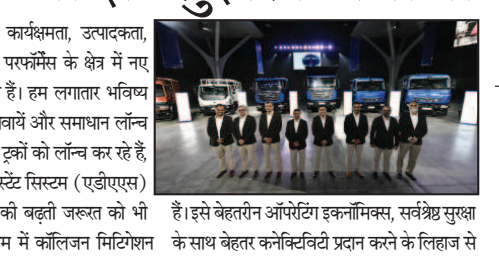 कार्यक्षमता, उत्पादकता,
परफॉर्मेंस के क्षेत्र में नए
हैं। हम लगातार भविष्य
और समाधान लॉन्च
ट्रकों को लॉन्च कर रहे हैं,
सिस्टम (एडीएएस)
की बढ़ती जरूरत को भी
में कॉलिजन मिटिगेशन
हैं। इसे बेहतरीन ऑपरेटिंग इकनॉमिक्स, सर्वश्रेष्ठ सुरक्षा
के साथ बेहतर कनेक्टिविटी प्रदान करने के लिहाज से